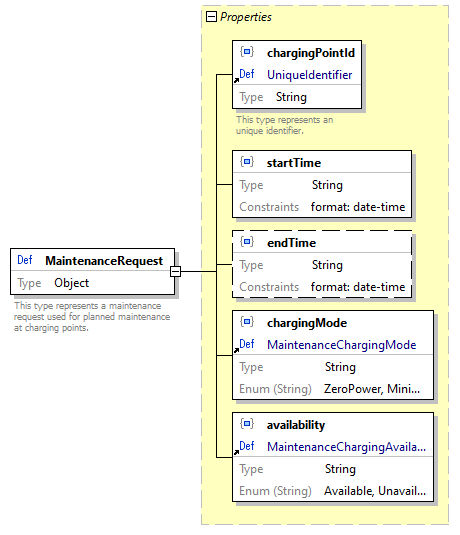 Properties
chargingPointId
Def UniqueIdentifier
Type String
This type represents an
unique identifier.
startTime
Type String
Constraints format: date-time
endTime
Type String
Constraints format: date-time
Def MaintenanceRequest
Type Object
This type represents a maintenance
request used for planned maintenance
at charging points.
chargingMode
Def MaintenanceChargingMode
Type String
Enum (String) ZeroPower, Mini...
availability
Def MaintenanceChargingAvaila...
Type String
Enum (String) Available, Unavail...